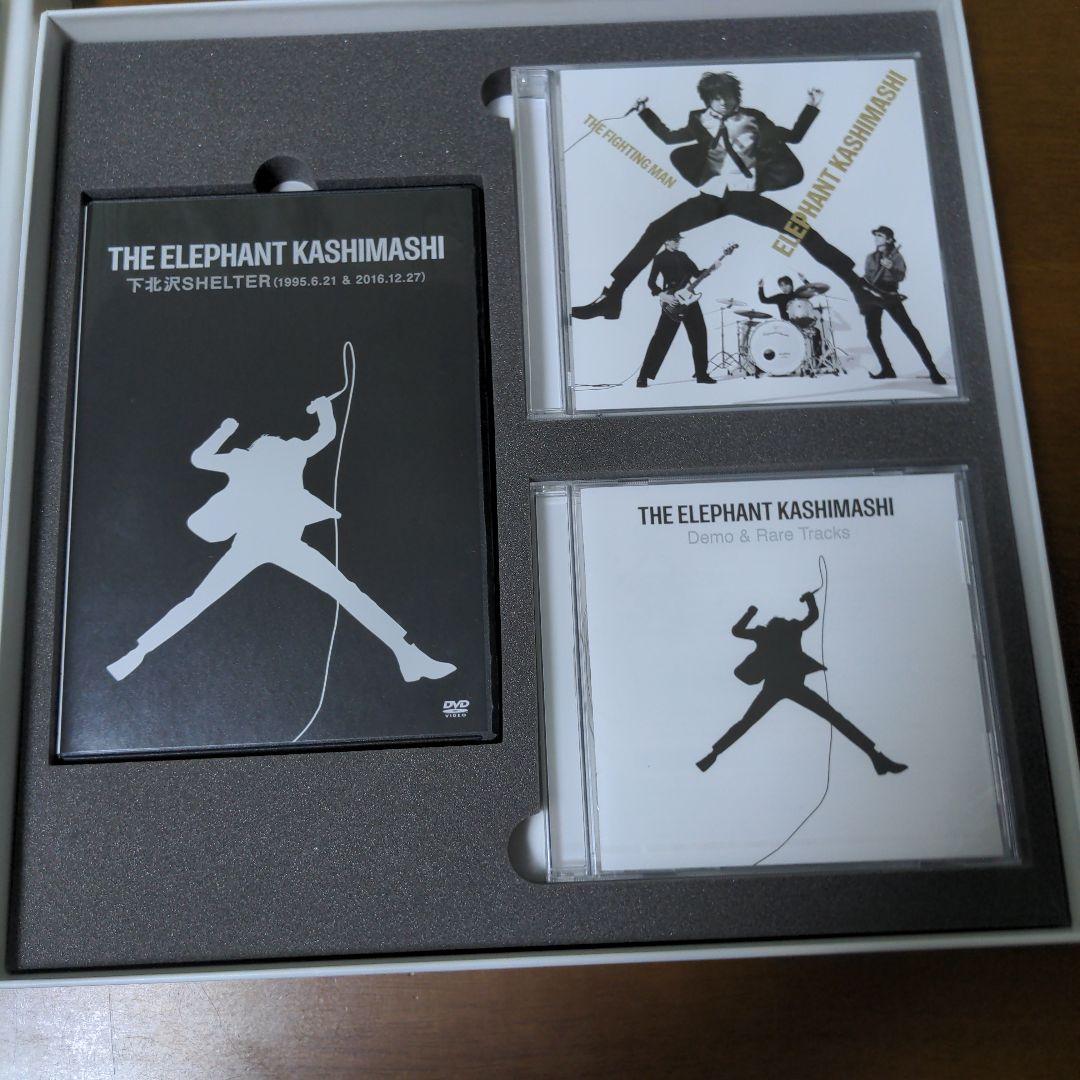 THE ELEPHANT KASHIMASHI
下北沢SHELTER(1995.6.21 & 2016.12.27)
DVD
VIDEO
THE FIGHTING MAN
ELEPHANT KASHIMASHI
THE ELEPHANT KASHIMASHI
Demo & Rare Tracks